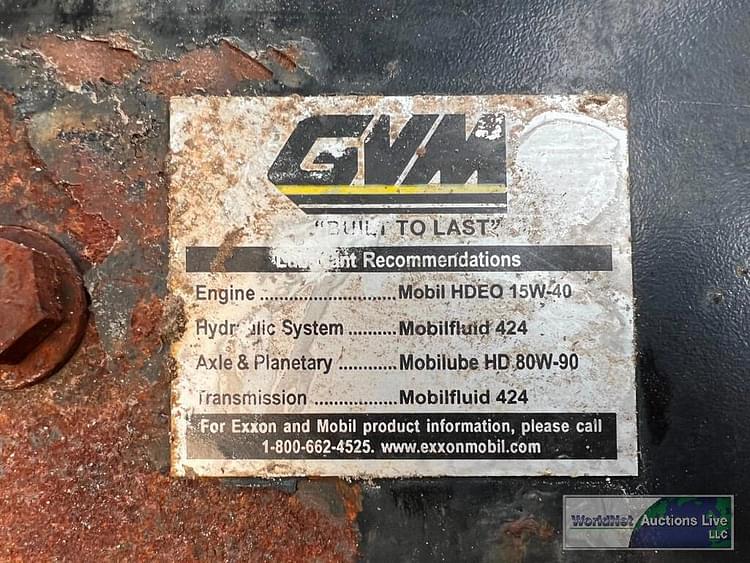 GVM
"BUILT TO LAST"
Lubricant Recommendations
Engine ............................ Mobil HDEO 15W-40
Hydraulic System .......... Mobilfluid 424
Axle & Planetary ............ Mobilube HD 80W-90
Transmission .................. Mobilfluid 424
For Exxon and Mobil product information, please call
1-800-662-4525. www.exxonmobil.com
WorldNet Auctions Live
LLC